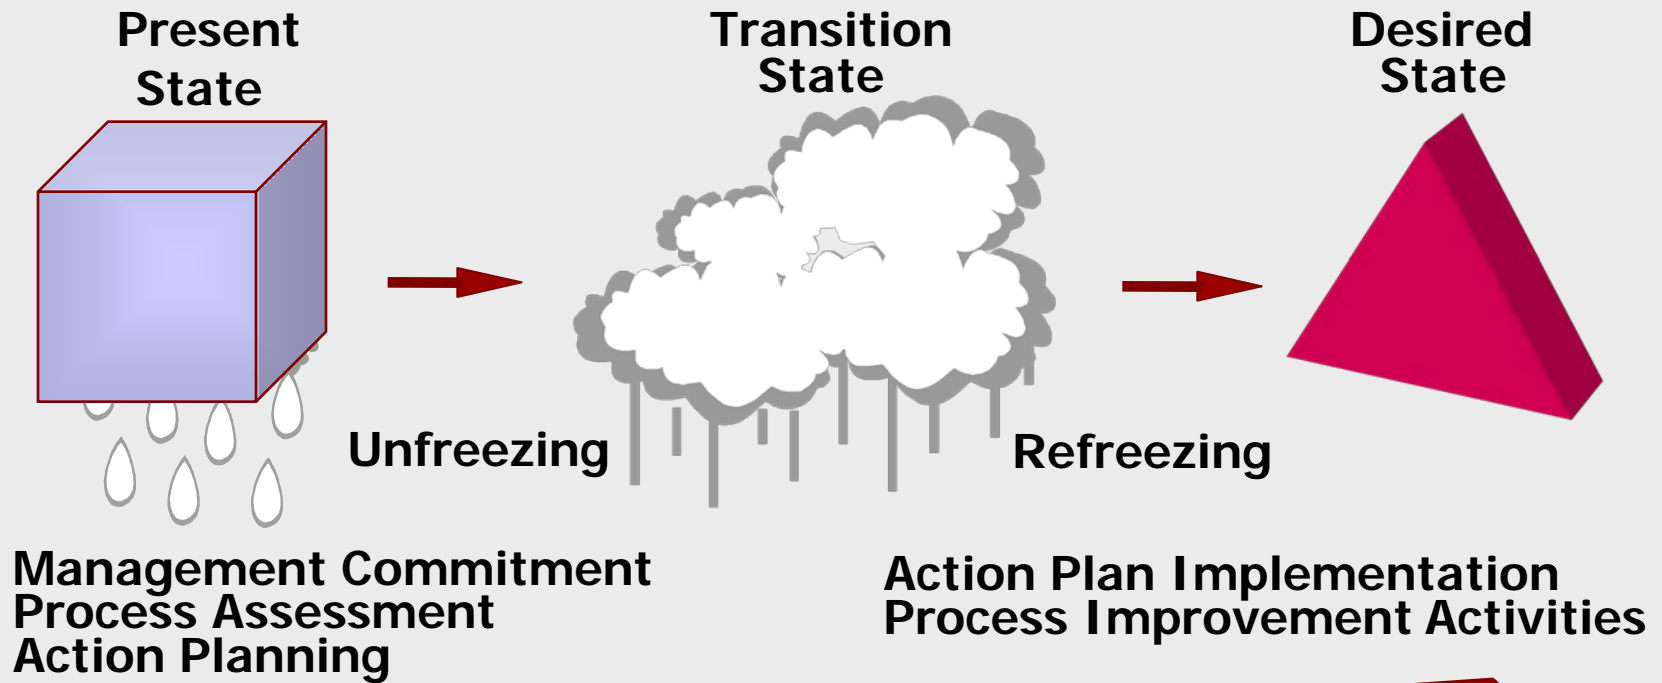 Present
State
Transition
State
Desired
State
Unfreezing
Refreezing
Management Commitment
Process Assessment
Action Planning
Action Plan Implementation
Process Improvement Activities